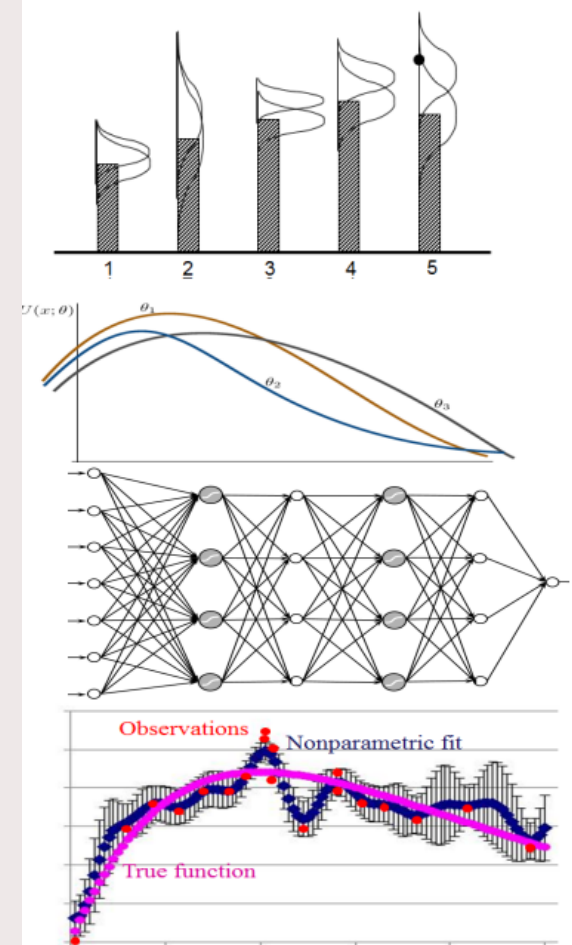 1 2 3 4 5
U(x; θ)
θ₁
θ₂
θ₃
Observations
Nonparametric fit
True function